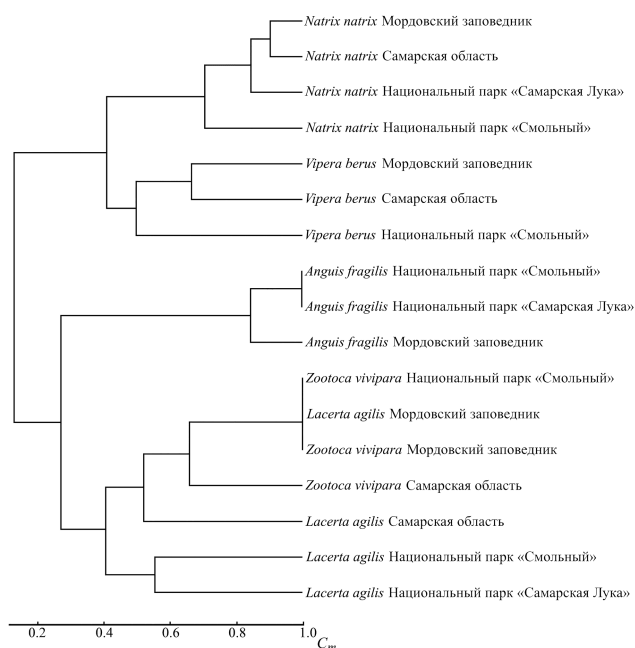 Natrix natrix Мордовский заповедник
Natrix natrix Самарская область
Natrix natrix Национальный парк «Самарская Лука»
Natrix natrix Национальный парк «Смольный»
Vipera berus Мордовский заповедник
Vipera berus Самарская область
Vipera berus Национальный парк «Смольный»
Anguis fragilis Национальный парк «Смольный»
Anguis fragilis Национальный парк «Самарская Лука»
Anguis fragilis Мордовский заповедник
Zootoca vivipara Национальный парк «Смольный»
Lacerta agilis Мордовский заповедник
Zootoca vivipara Мордовский заповедник
Zootoca vivipara Самарская область
Lacerta agilis Самарская область
Lacerta agilis Национальный парк «Смольный»
Lacerta agilis Национальный парк «Самарская Лука»
0.2 0.4 0.6 0.8 1.0